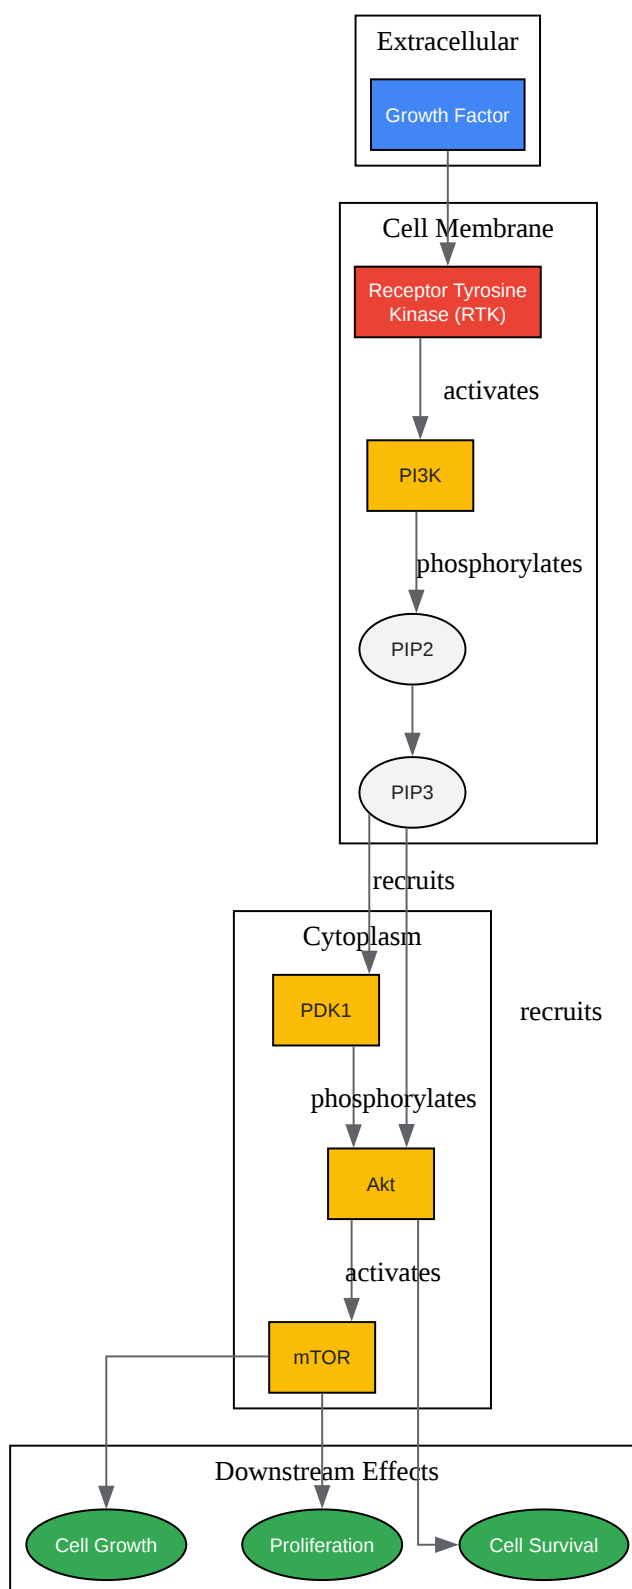 Extracellular
Growth Factor
Cell Membrane
Receptor Tyrosine
Kinase (RTK)
activates
PI3K
phosphorylates
PIP2
PIP3
recruits
Cytoplasm
PDK1
recruits
phosphorylates
Akt
activates
mTOR
Downstream Effects
Cell Growth
Proliferation
Cell Survival